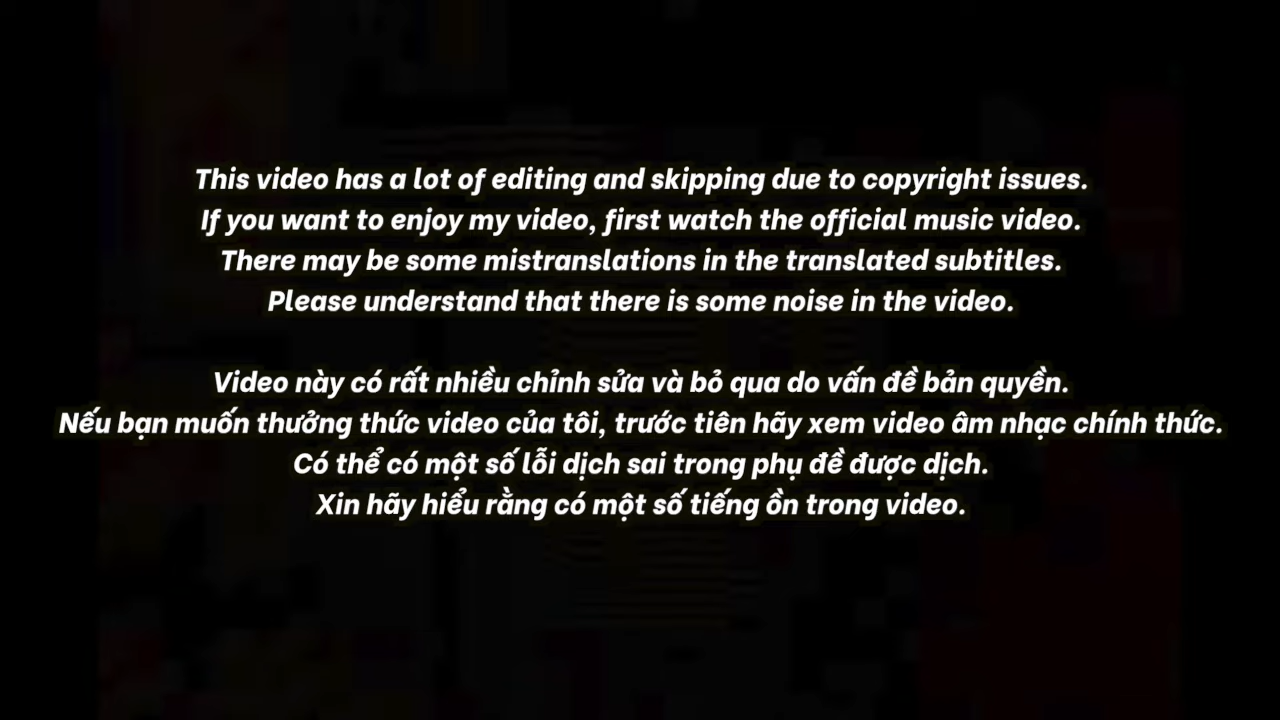 This video has a lot of editing and skipping due to copyright issues.
If you want to enjoy my video, first watch the official music video.
There may be some mistranslations in the translated subtitles.
Please understand that there is some noise in the video.
Video này có rất nhiều chỉnh sửa và bỏ qua do vấn đề bản quyền.
Nếu bạn muốn thưởng thức video của tôi, trước tiên hãy xem video âm nhạc chính thức.
Có thể có một số lỗi dịch sai trong phụ đề được dịch.
Xin hãy hiểu rằng có một số tiếng ồn trong video.